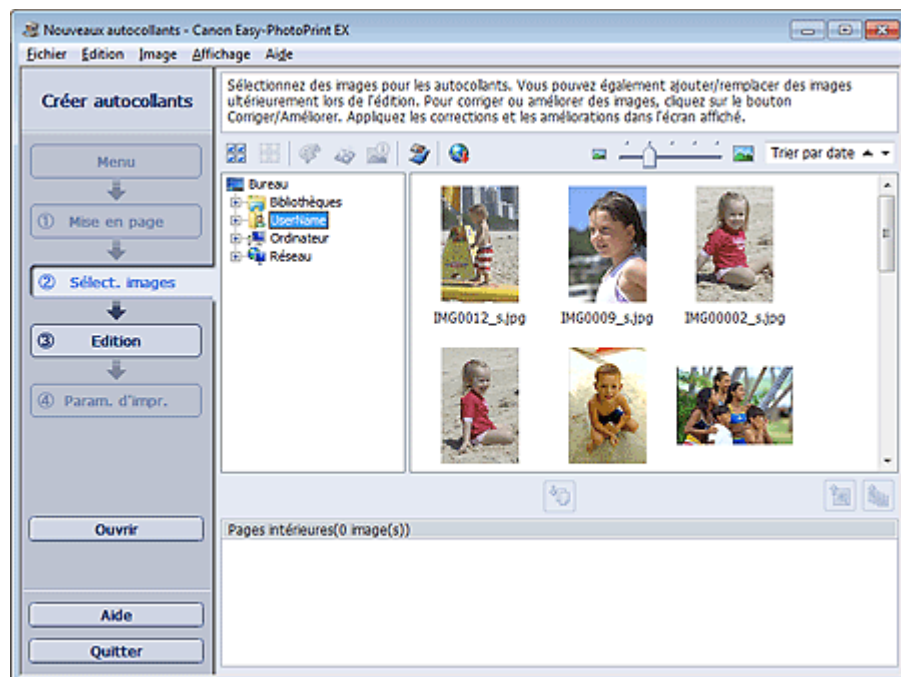 Nouveaux autocollants - Canon Easy-PhotoPrint EX
Fichier Edition Image Affichage Aide
Créer autocollants
Sélectionnez des images pour les autocollants. Vous pouvez également ajouter/remplacer des images
ultérieurement lors de l'édition. Pour corriger ou améliorer des images, cliquez sur le bouton
Corriger/Améliorer. Appliquez les corrections et les améliorations dans l'écran affiché.
Menu
① Mise en page
② Sélect. images
③ Edition
④ Param. d'impr.
Ouvrir
Aide
Quitter
Trier par date
Bureau
Bibliothèques
UserName
Ordinateur
Réseau
IMG0012_s.jpg IMG0009_s.jpg IMG00002_s.jpg
Pages intérieures(0 image(s))